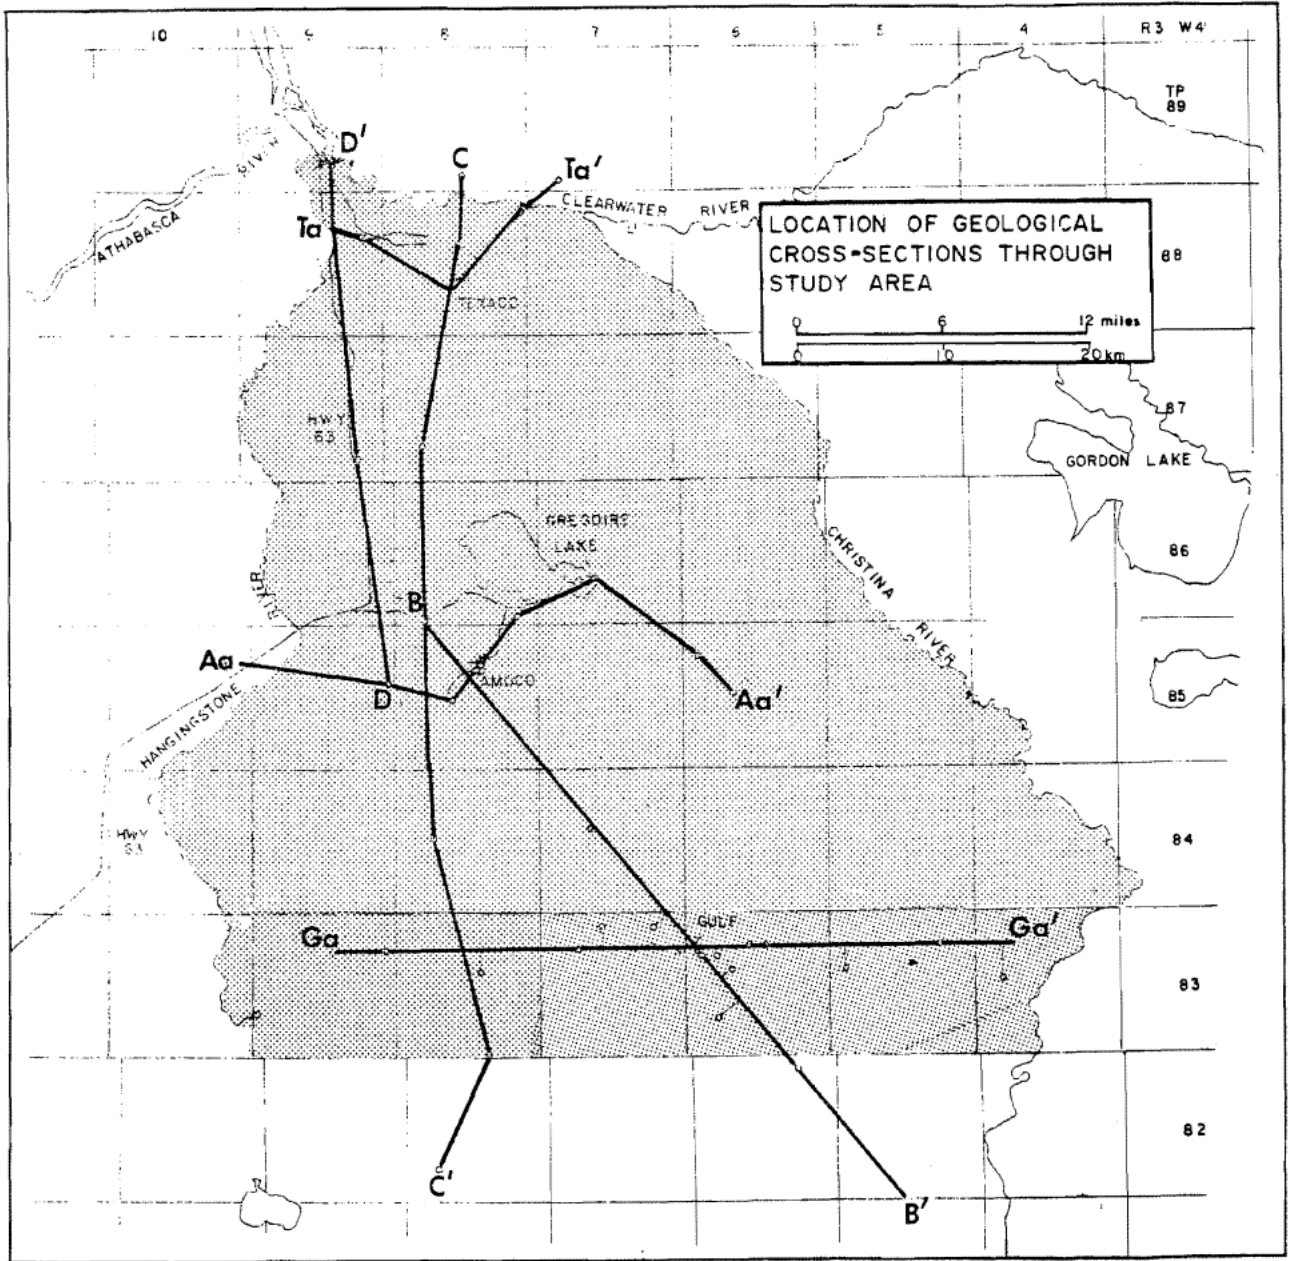 10 9 8 7 6 5 4 R3 W4
TP
89
D'
C
Ta'
ATHABASCA RIVER
CLEARWATER RIVER
Ta
LOCATION OF GEOLOGICAL
CROSS-SECTIONS THROUGH
STUDY AREA
0 6 12 miles
0 10 20 km
88
TEXACO
87
HWY
63
GORDON LAKE
GREGOIRE
LAKE
86
CHRISTINA RIVER
B
HANGINGSTONE RIVER
Aa
D
AMOCO
Aa'
85
HWY
63
84
GULF
Ga
Ga'
83
82
C'
B'